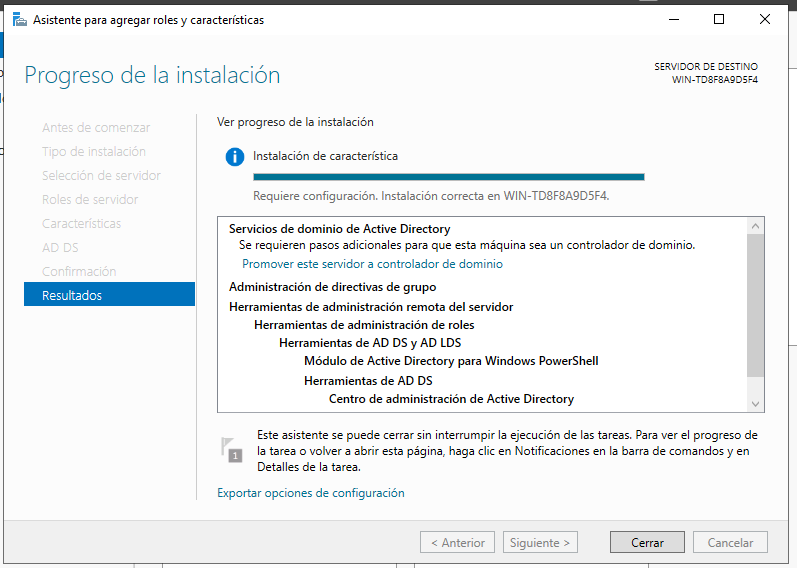 Asistente para agregar roles y características
Progreso de la instalación
SERVIDOR DE DESTINO
WIN-TD8F8A9D5F4
Antes de comenzar
Tipo de instalación
Selección de servidor
Roles de servidor
Características
AD DS
Confirmación
Resultados
Ver progreso de la instalación
Instalación de característica
Requiere configuración. Instalación correcta en WIN-TD8F8A9D5F4.
Servicios de dominio de Active Directory
Se requieren pasos adicionales para que esta máquina sea un controlador de dominio.
Promover este servidor a controlador de dominio
Administración de directivas de grupo
Herramientas de administración remota del servidor
Herramientas de administración de roles
Herramientas de AD DS y AD LDS
Módulo de Active Directory para Windows PowerShell
Herramientas de AD DS
Centro de administración de Active Directory
1
Este asistente se puede cerrar sin interrumpir la ejecución de las tareas. Para ver el progreso de
la tarea o volver a abrir esta página, haga clic en Notificaciones en la barra de comandos y en
Detalles de la tarea.
Exportar opciones de configuración
< Anterior
Siguiente >
Cerrar
Cancelar